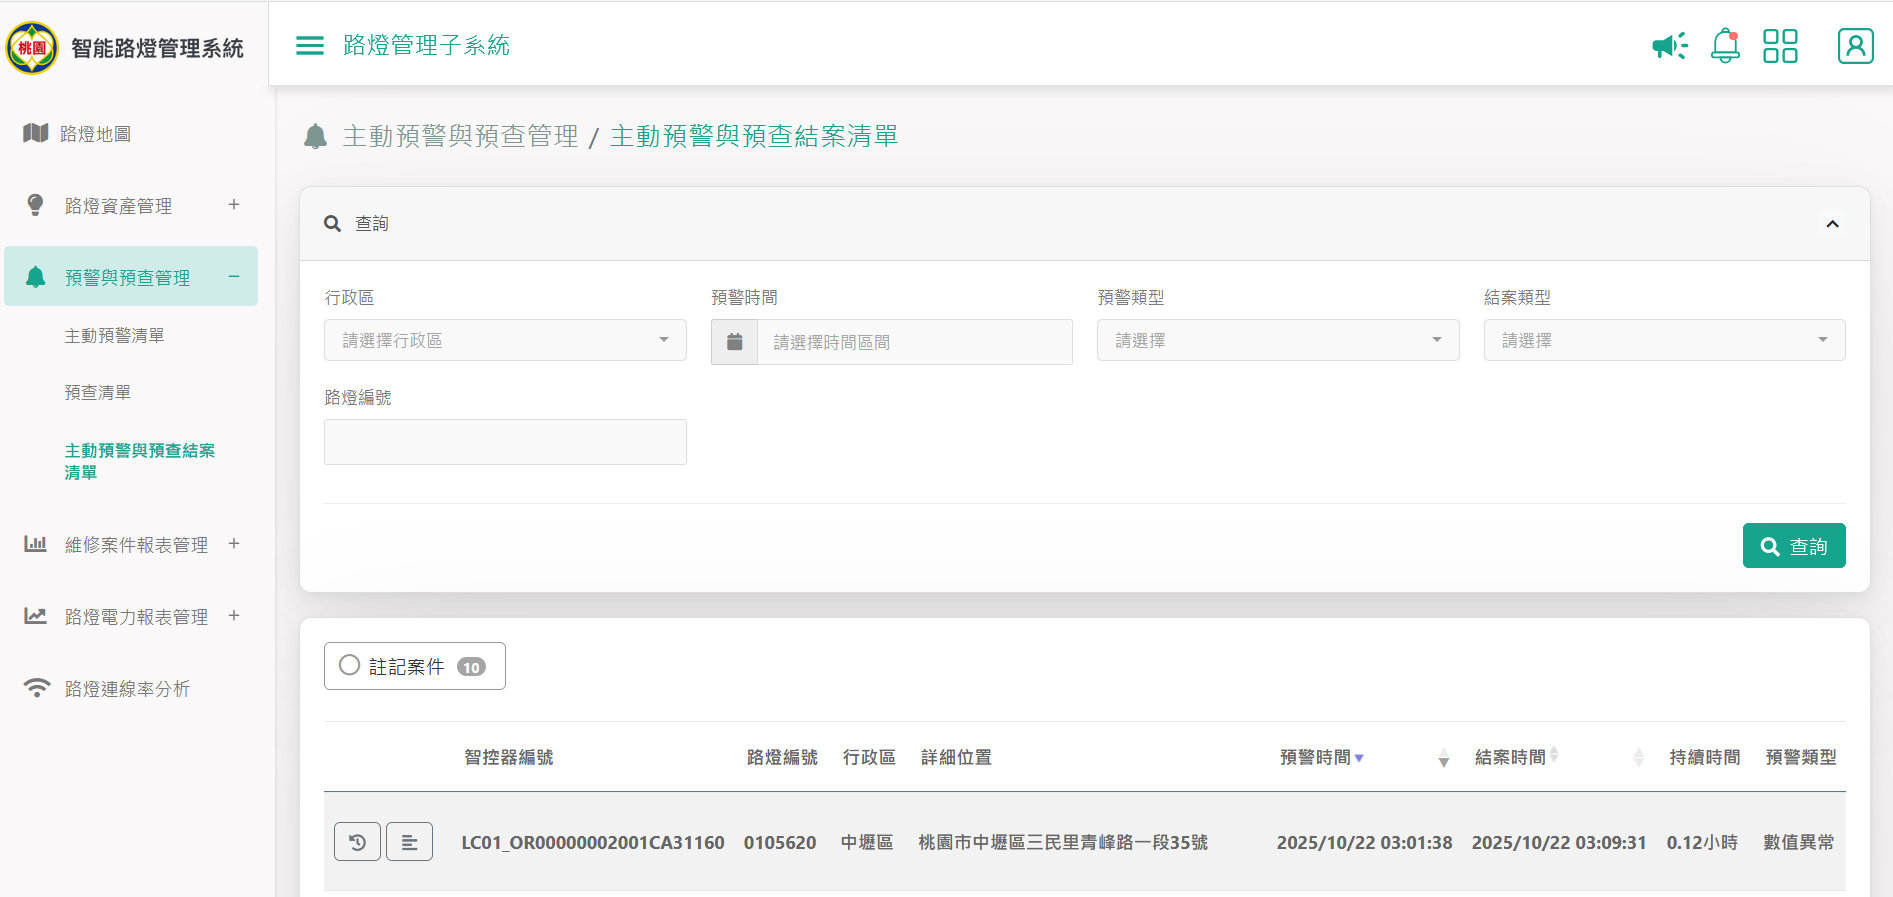 桃園
智能路燈管理系統
路燈管理子系統
路燈地圖
路燈資產管理 +
預警與預查管理 −
主動預警清單
預查清單
主動預警與預查結案
清單
維修案件報表管理 +
路燈電力報表管理 +
路燈連線率分析
主動預警與預查管理 / 主動預警與預查結案清單
查詢
行政區 預警時間 預警類型 結案類型
請選擇行政區 請選擇時間區間 請選擇 請選擇
路燈編號
查詢
註記案件 10
智控器編號 路燈編號 行政區 詳細位置 預警時間 結案時間 持續時間 預警類型
LC01_OR00000002001CA31160 0105620 中壢區 桃園市中壢區三民里青峰路一段35號 2025/10/22 03:01:38 2025/10/22 03:09:31 0.12小時 數值異常